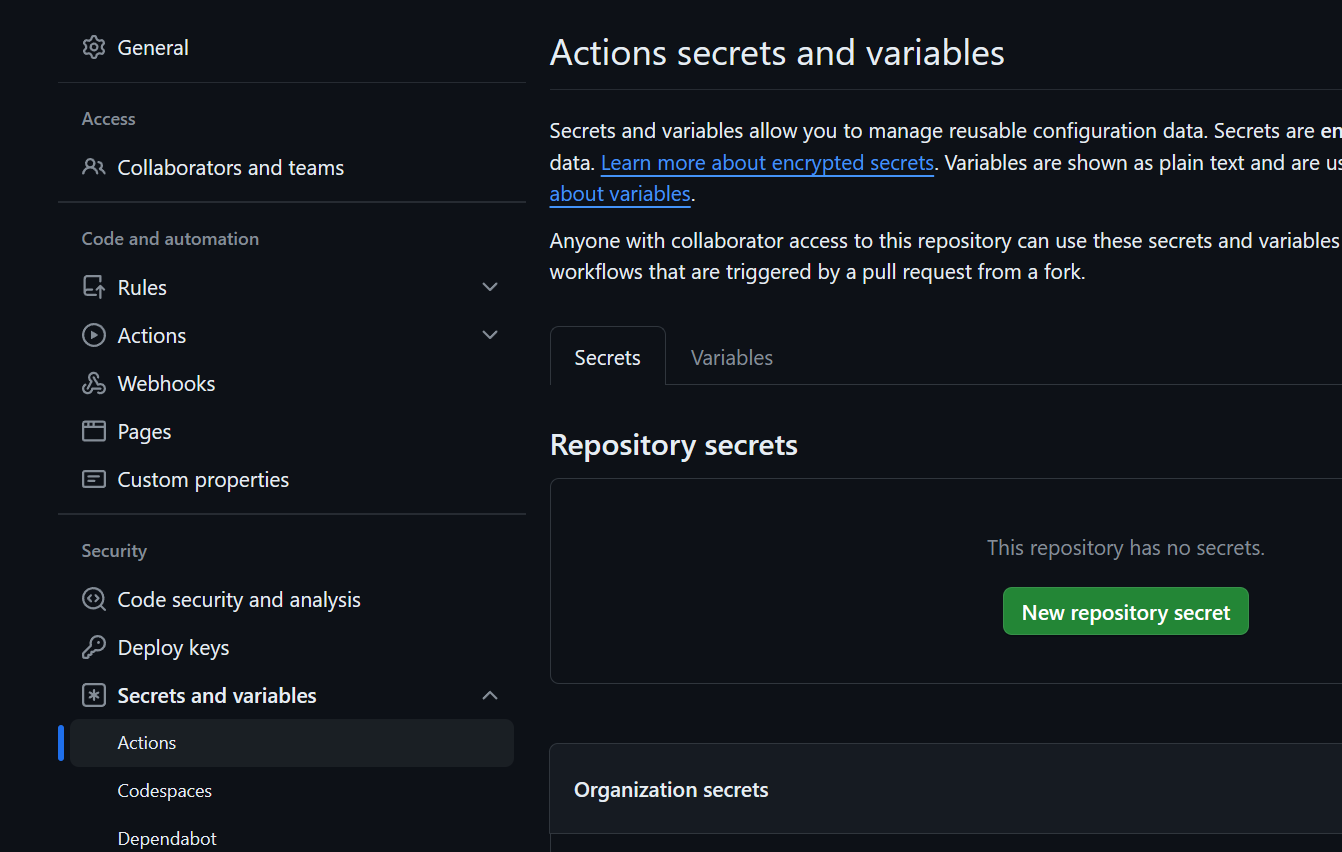 General
Access
Collaborators and teams
Code and automation
Rules
Actions
Webhooks
Pages
Custom properties
Security
Code security and analysis
Deploy keys
Secrets and variables
Actions
Codespaces
Dependabot
Actions secrets and variables
Secrets and variables allow you to manage reusable configuration data. Secrets are
data. Learn more about encrypted secrets. Variables are shown as plain text and are
about variables.
Anyone with collaborator access to this repository can use these secrets and variables
workflows that are triggered by a pull request from a fork.
Secrets
Variables
Repository secrets
This repository has no secrets.
New repository secret
Organization secrets